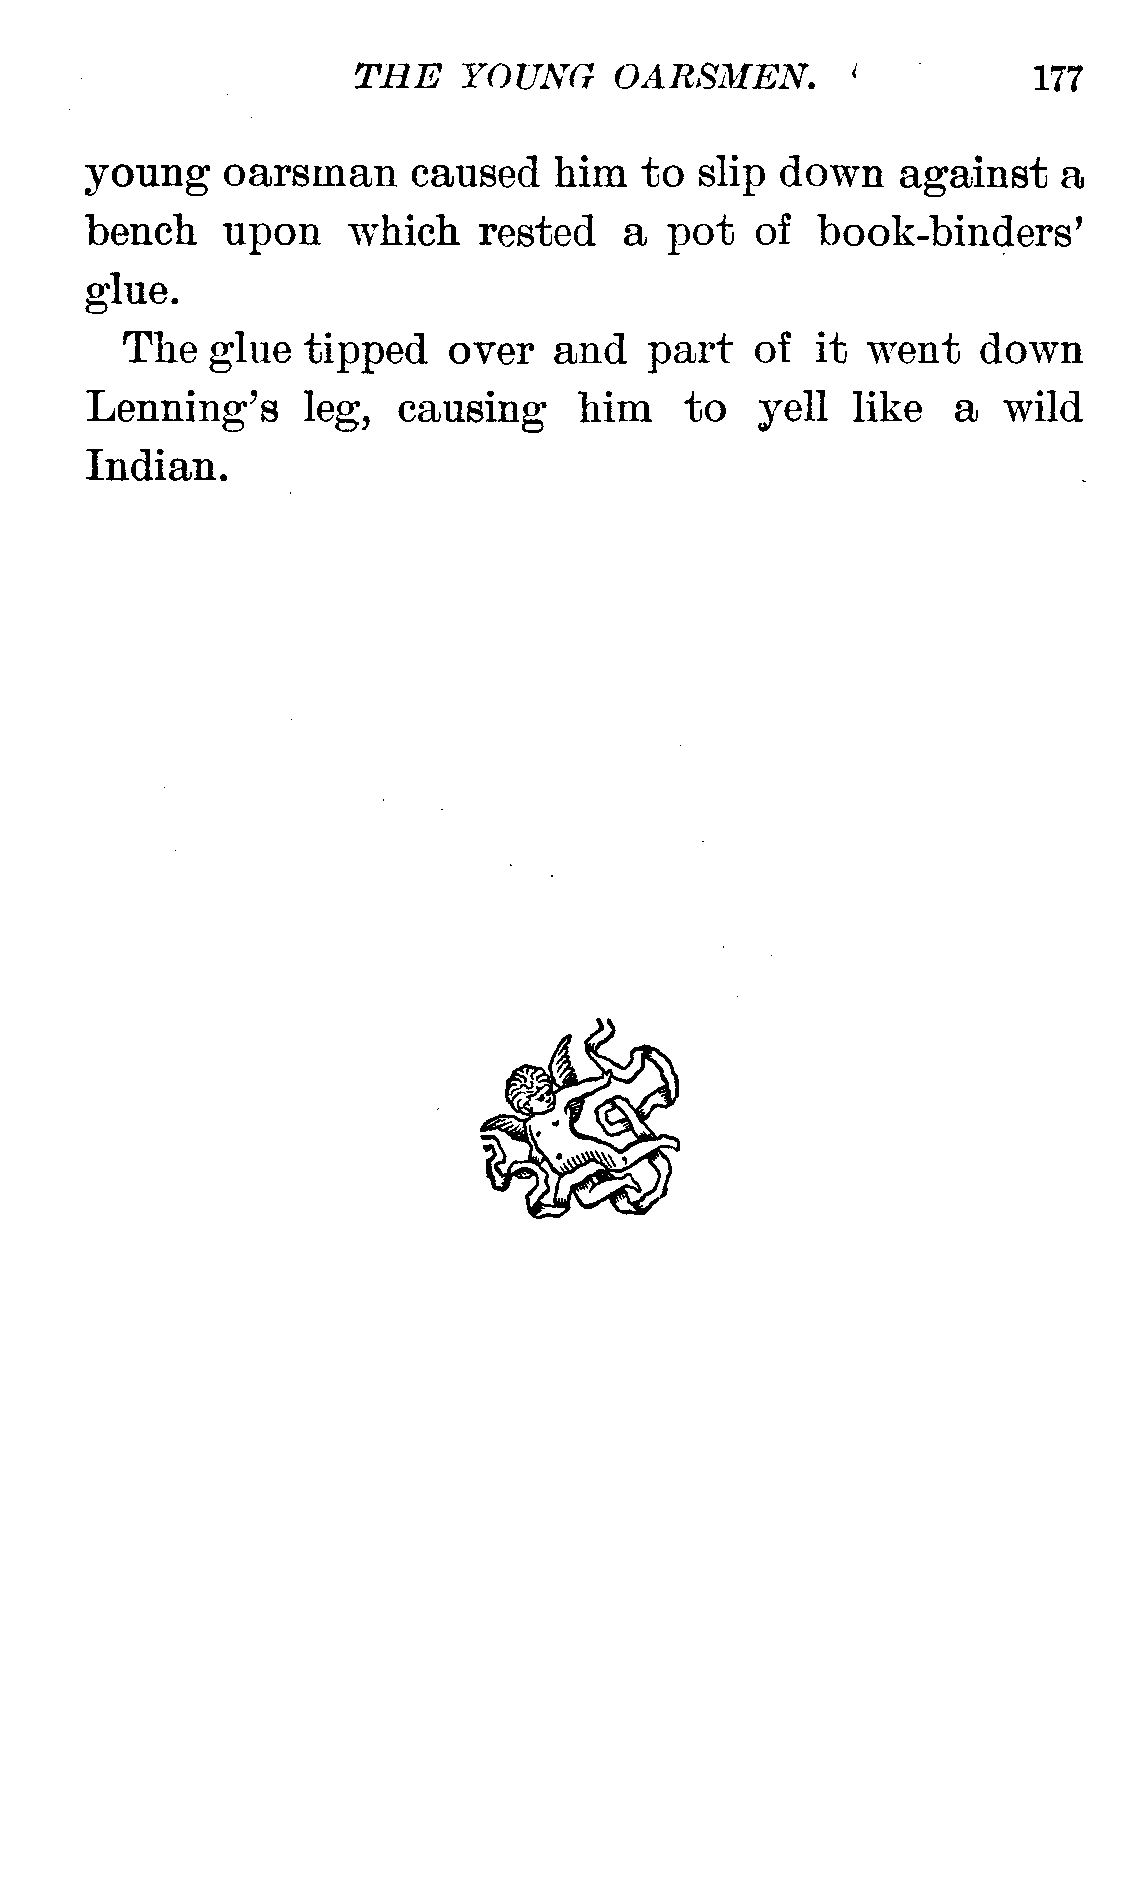 THE YOUNG OARSMEN. 177
young oarsman caused him to slip down against a
bench upon which rested a pot of book-binders'
glue.
The glue tipped over and part of it went down
Lenning's leg, causing him to yell like a wild
Indian.